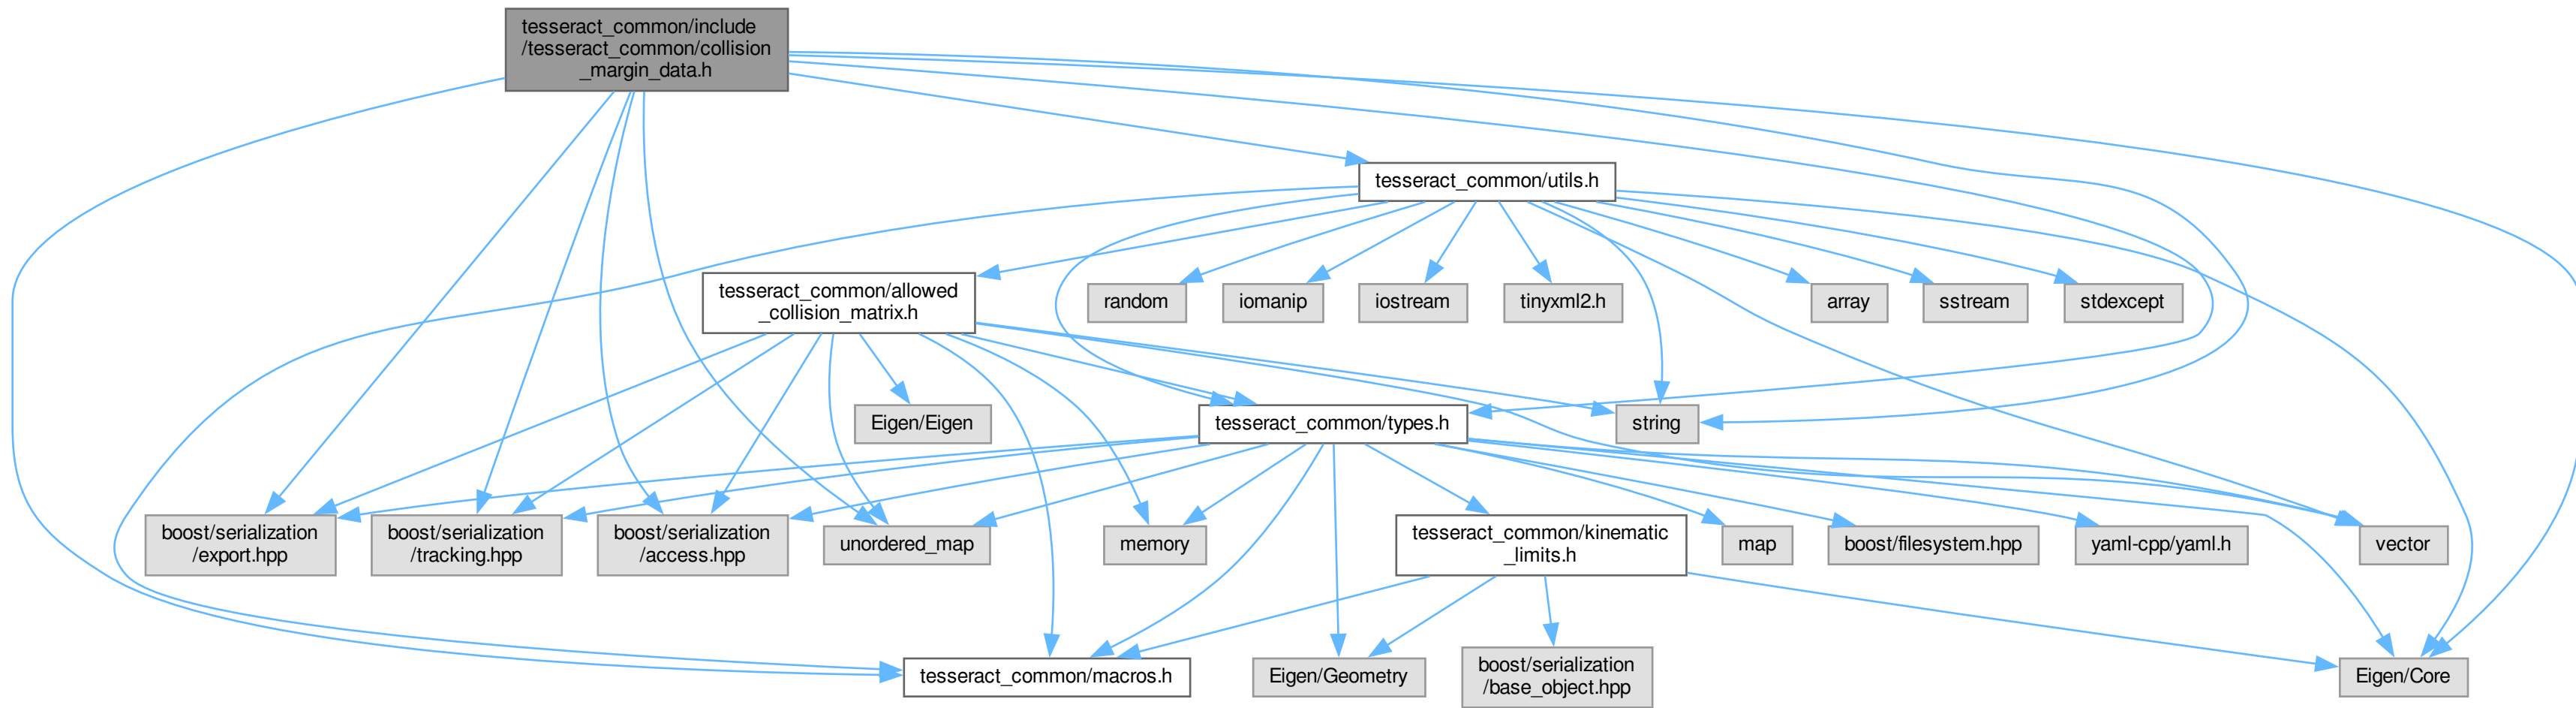 tesseract_common/include
/tesseract_common/collision
_margin_data.h
tesseract_common/utils.h
tesseract_common/allowed
_collision_matrix.h
random
iomanip
iostream
tinyxml2.h
array
sstream
stdexcept
Eigen/Eigen
tesseract_common/types.h
string
boost/serialization
/export.hpp
boost/serialization
/tracking.hpp
boost/serialization
/access.hpp
unordered_map
memory
tesseract_common/kinematic
_limits.h
map
boost/filesystem.hpp
yaml-cpp/yaml.h
vector
tesseract_common/macros.h
Eigen/Geometry
boost/serialization
/base_object.hpp
Eigen/Core